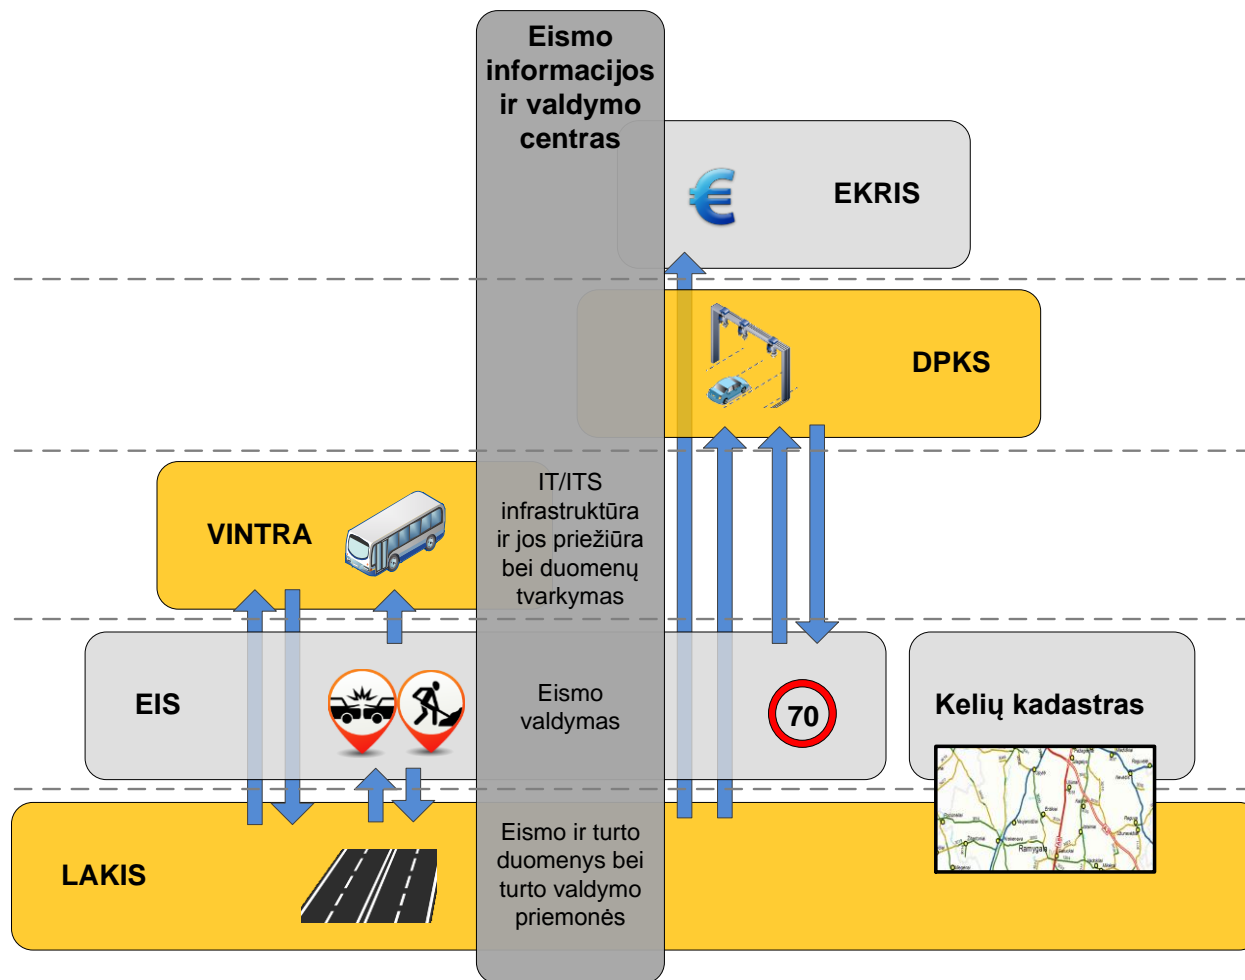 Eismo
informacijos
ir valdymo
centras
EKRIS
€
DPKS
VINTRA
IT/ITS
infrastruktūra
ir jos priežiūra
bei duomenų
tvarkymas
EIS
Eismo
valdymas
70
Kelių kadastras
LAKIS
Eismo ir turto
duomenys bei
turto valdymo
priemonės
Ramygala